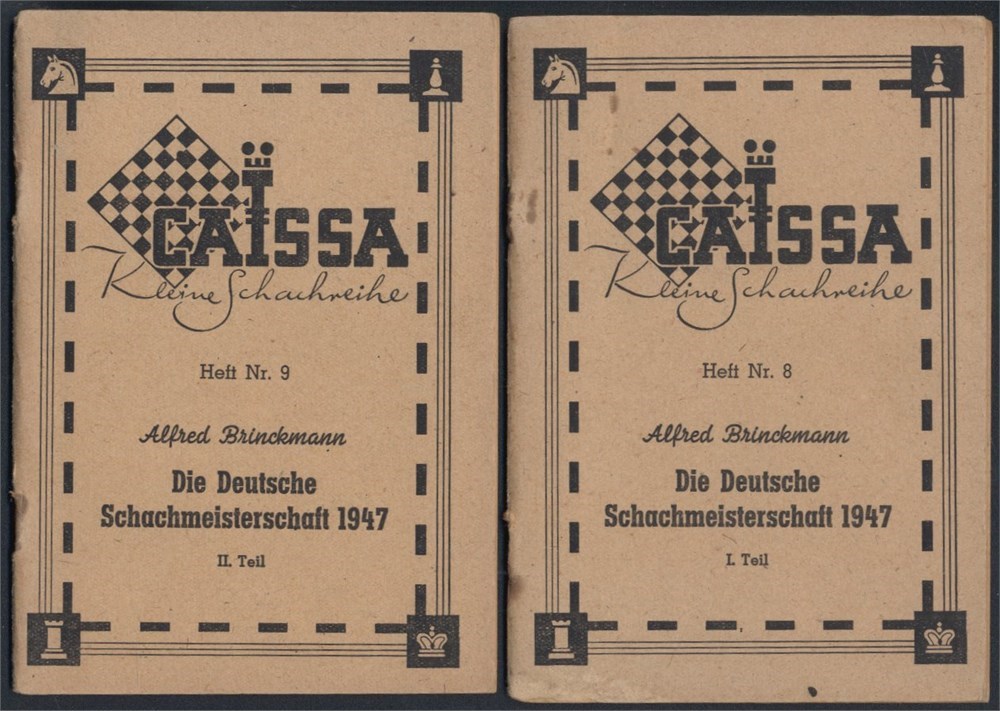 CAISSA
Kleine Schachreihe
Heft Nr. 9
Alfred Brinckmann
Die Deutsche
Schachmeisterschaft 1947
II. Teil
CAISSA
Kleine Schachreihe
Heft Nr. 8
Alfred Brinckmann
Die Deutsche
Schachmeisterschaft 1947
I. Teil